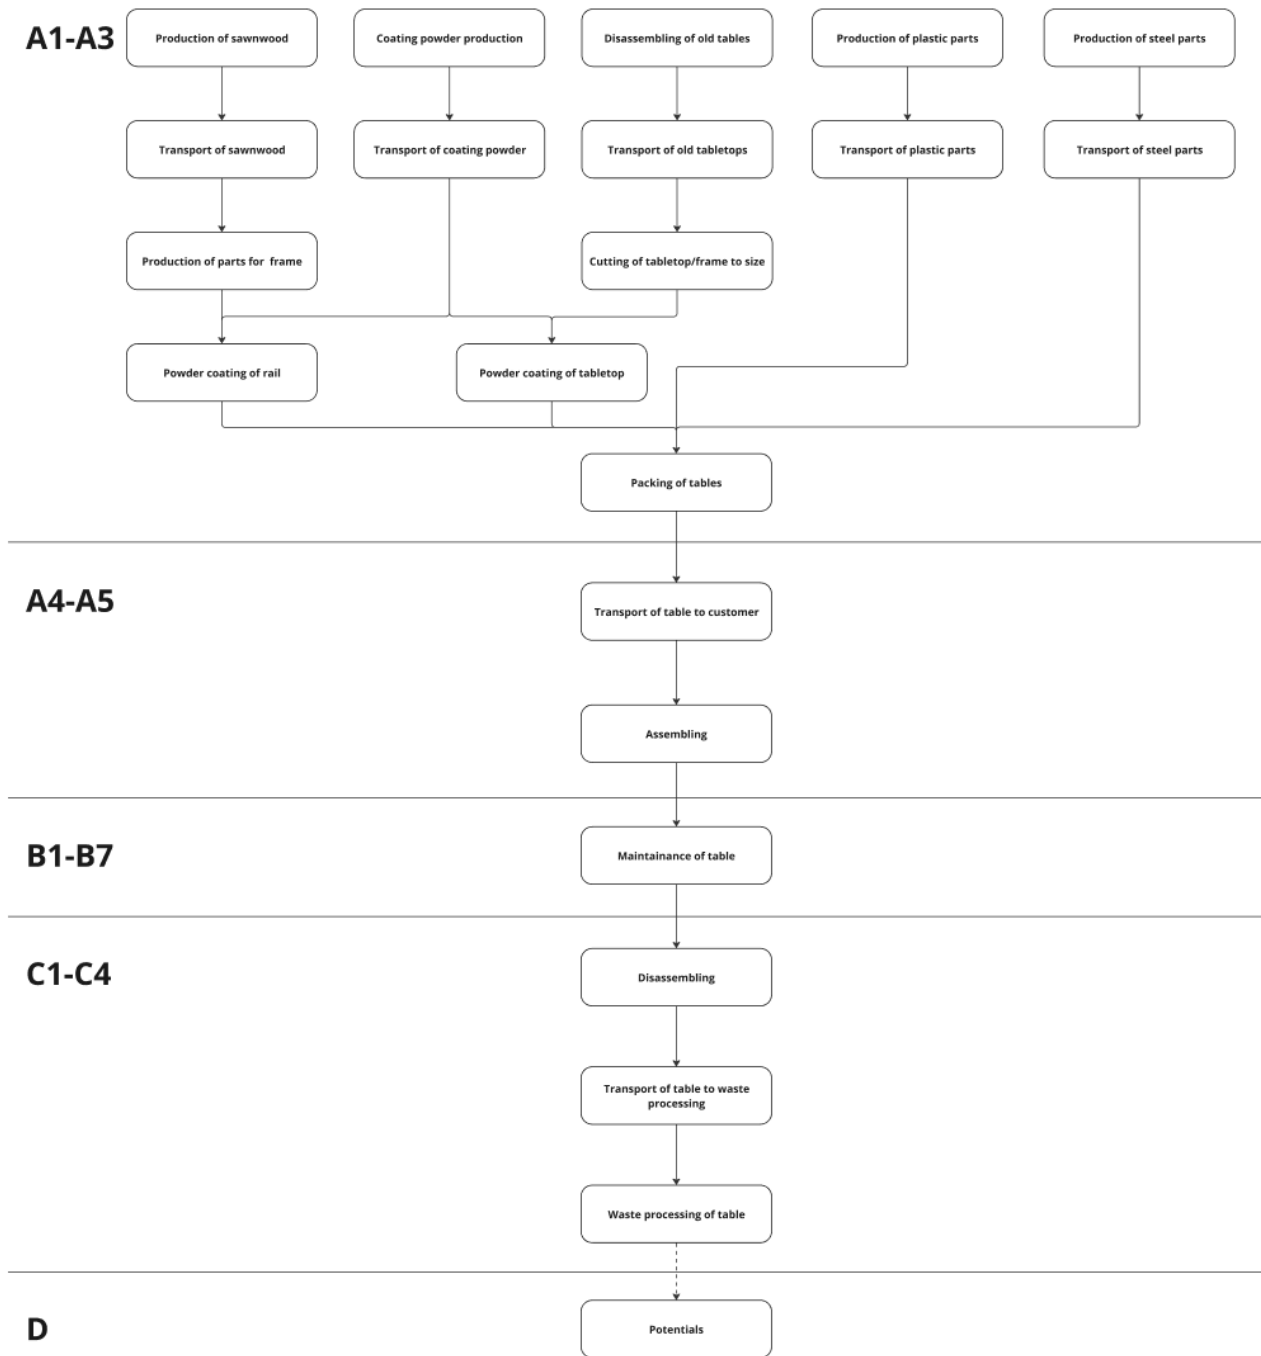 A1-A3
Production of sawnwood
Coating powder production
Disassembling of old tables
Production of plastic parts
Production of steel parts
Transport of sawnwood
Transport of coating powder
Transport of old tabletops
Transport of plastic parts
Transport of steel parts
Production of parts for frame
Cutting of tabletop/frame to size
Powder coating of rail
Powder coating of tabletop
Packing of tables
A4-A5
Transport of table to customer
Assembling
B1-B7
Maintainance of table
C1-C4
Disassembling
Transport of table to waste
processing
Waste processing of table
D
Potentials